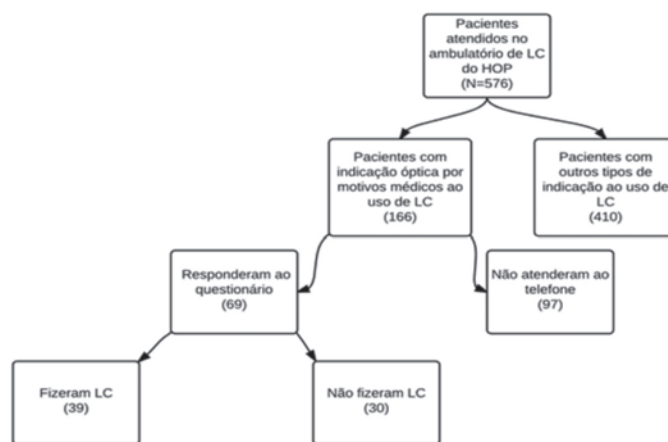 Pacientes
atendidos no
ambulatório de LC
do HOP
(N=576)
Pacientes com
indicação óptica por
motivos médicos ao
uso de LC
(166)
Pacientes com
outros tipos de
indicação ao uso de
LC
(410)
Responderam ao
questionário
(69)
Não atenderam ao
telefone
(97)
Fizeram LC
(39)
Não fizeram LC
(30)